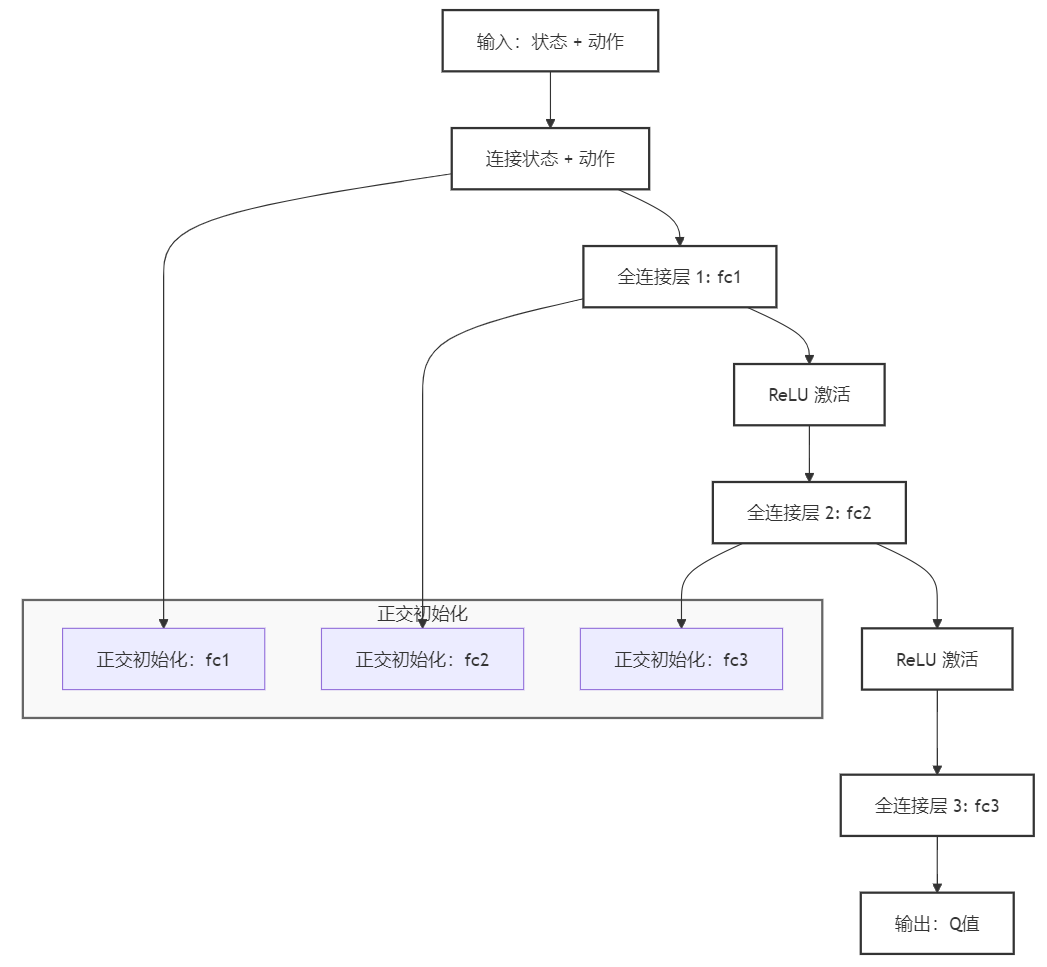 输入：状态 + 动作
连接状态 + 动作
全连接层 1: fc1
ReLU 激活
全连接层 2: fc2
正交初始化
正交初始化：fc1
正交初始化：fc2
正交初始化：fc3
ReLU 激活
全连接层 3: fc3
输出：Q值